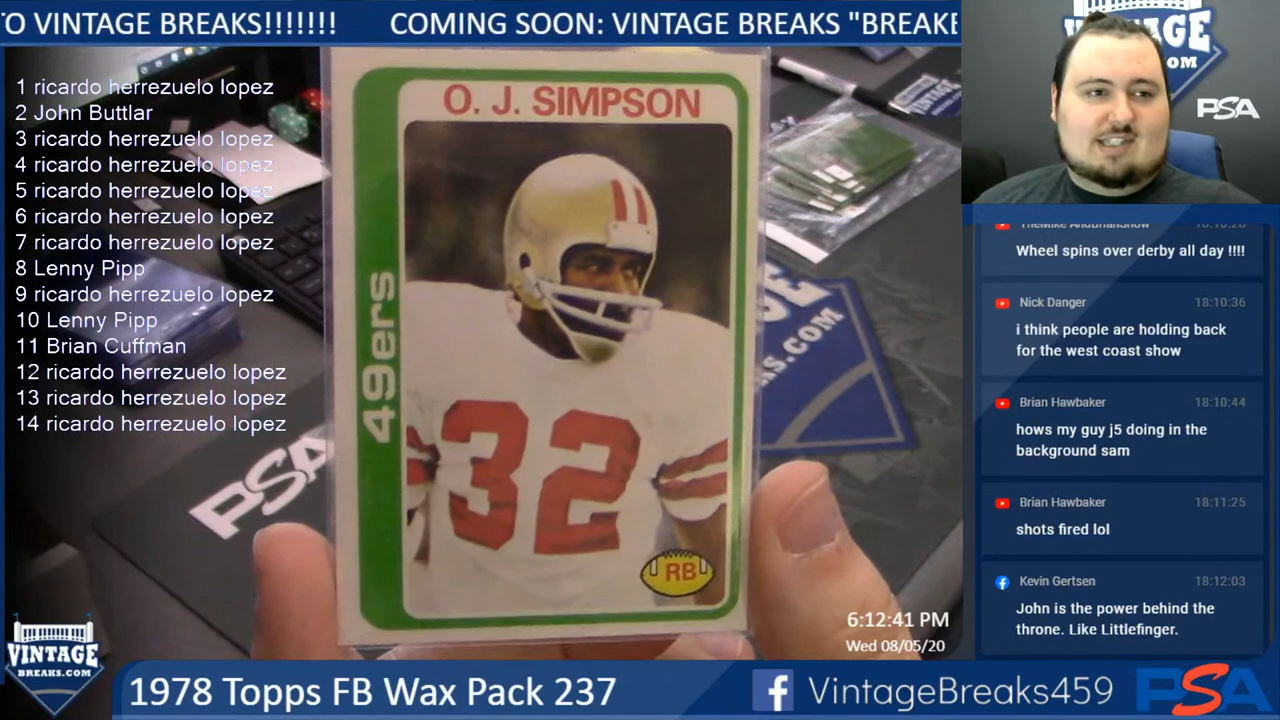 O VINTAGE BREAKS!!!!!!! COMING SOON: VINTAGE BREAKS "BREAKE
1 ricardo herrezuelo lopez
2 John Buttlar
3 ricardo herrezuelo lopez
4 ricardo herrezuelo lopez
5 ricardo herrezuelo lopez
6 ricardo herrezuelo lopez
7 ricardo herrezuelo lopez
8 Lenny Pipp
9 ricardo herrezuelo lopez
10 Lenny Pipp
11 Brian Cuffman
12 ricardo herrezuelo lopez
13 ricardo herrezuelo lopez
14 ricardo herrezuelo lopez
O. J. SIMPSON
49ers
32
RB
PSA
.COM
PSA
TheMike AndBrianShow
Wheel spins over derby all day !!!!
Nick Danger 18:10:36
i think people are holding back
for the west coast show
Brian Hawbaker 18:10:44
hows my guy j5 doing in the
background sam
Brian Hawbaker 18:11:25
shots fired lol
Kevin Gertsen 18:12:03
John is the power behind the
throne. Like Littlefinger.
6:12:41 PM
Wed 08/05/20
VINTAGE
BREAKS.COM
1978 Topps FB Wax Pack 237
VintageBreaks459
PSA